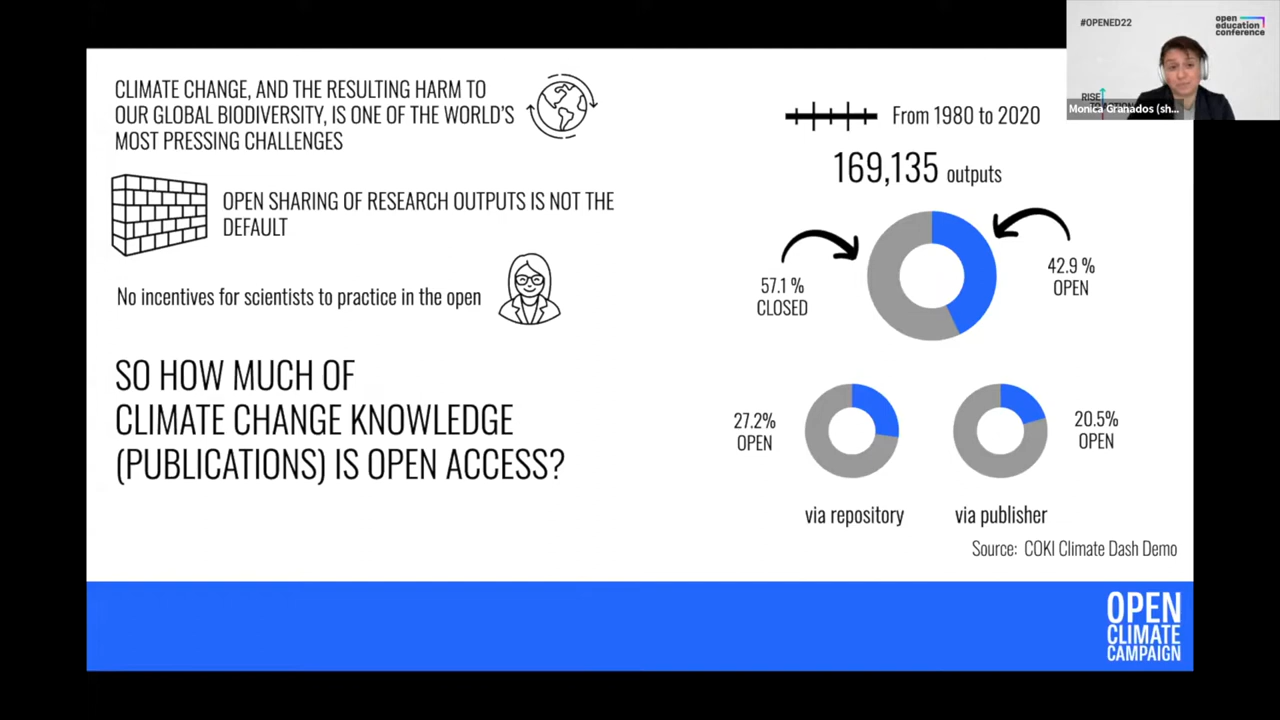 CLIMATE CHANGE, AND THE RESULTING HARM TO
OUR GLOBAL BIODIVERSITY, IS ONE OF THE WORLD'S
MOST PRESSING CHALLENGES
OPEN SHARING OF RESEARCH OUTPUTS IS NOT THE
DEFAULT
No incentives for scientists to practice in the open
SO HOW MUCH OF
CLIMATE CHANGE KNOWLEDGE
(PUBLICATIONS) IS OPEN ACCESS?
From 1980 to 2020
169,135 outputs
57.1 %
CLOSED
42.9 %
OPEN
27.2%
OPEN
20.5%
OPEN
via repository
via publisher
Source: COKI Climate Dash Demo
OPEN
CLIMATE
CAMPAIGN
#OPENED22
open
education
conference
RISE
Monica Granados (sh...